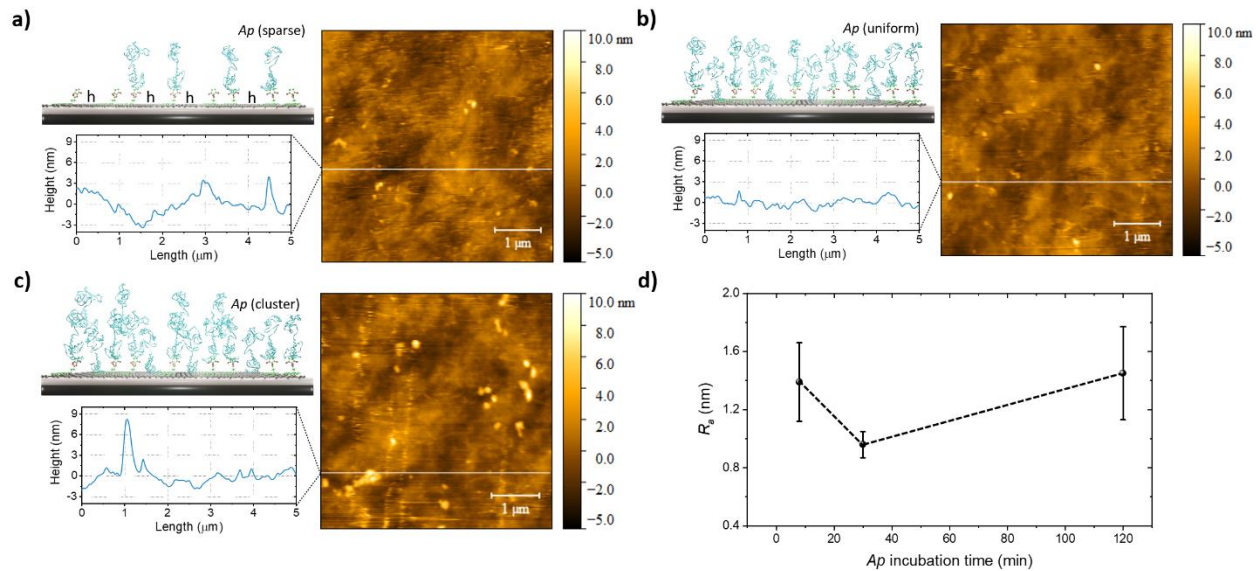 a)
Ap (sparse)
h h h h
Height (nm)
9
6
3
0
-3
0 1 2 3 4 5
Length (μm)
1 μm
10.0 nm
8.0
6.0
4.0
2.0
0.0
−2.0
−5.0
b)
Ap (uniform)
Height (nm)
9
6
3
0
-3
0 1 2 3 4 5
Length (μm)
1 μm
10.0 nm
8.0
6.0
4.0
2.0
0.0
−2.0
−5.0
c)
Ap (cluster)
Height (nm)
9
6
3
0
-3
0 1 2 3 4 5
Length (μm)
1 μm
10.0 nm
8.0
6.0
4.0
2.0
0.0
−2.0
−5.0
d)
Ra (nm)
2.0
1.6
1.2
0.8
0.4
0 20 40 60 80 100 120
Ap incubation time (min)